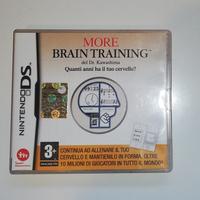 MORE
BRAIN TRAINING™
del Dr. Kawashima
Quanti anni ha il tuo cervello?
NINTENDO DS
3+
CONTINUA AD ALLENARE IL TUO
CERVELLO E MANTIENILO IN FORMA, OLTRE
10 MILIONI DI GIOCATORI IN TUTTO IL MONDO!